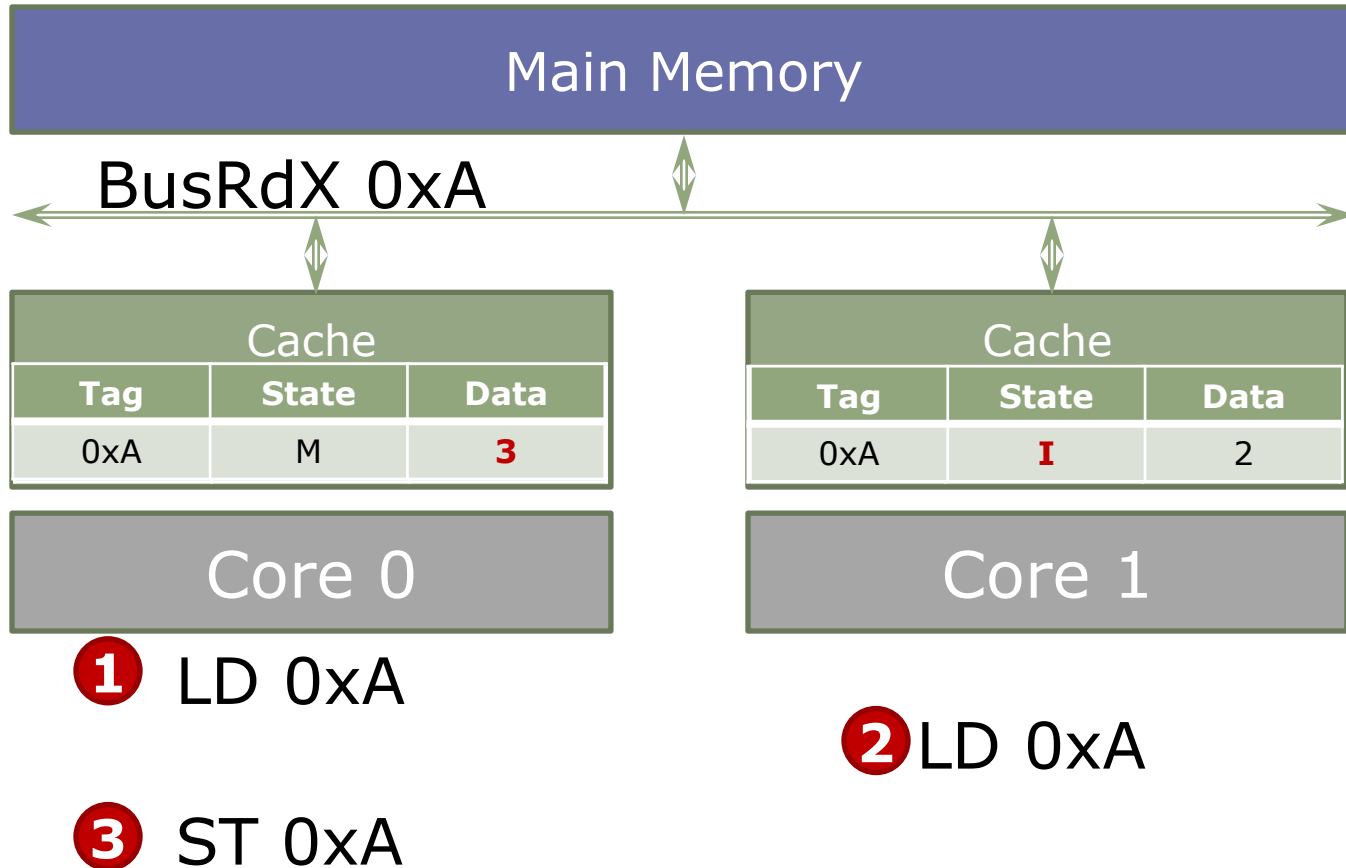 Main Memory
BusRdX 0xA
Cache
Tag State Data
0xA M 3
Core 0
Cache
Tag State Data
0xA I 2
Core 1
1 LD 0xA
2 LD 0xA
3 ST 0xA